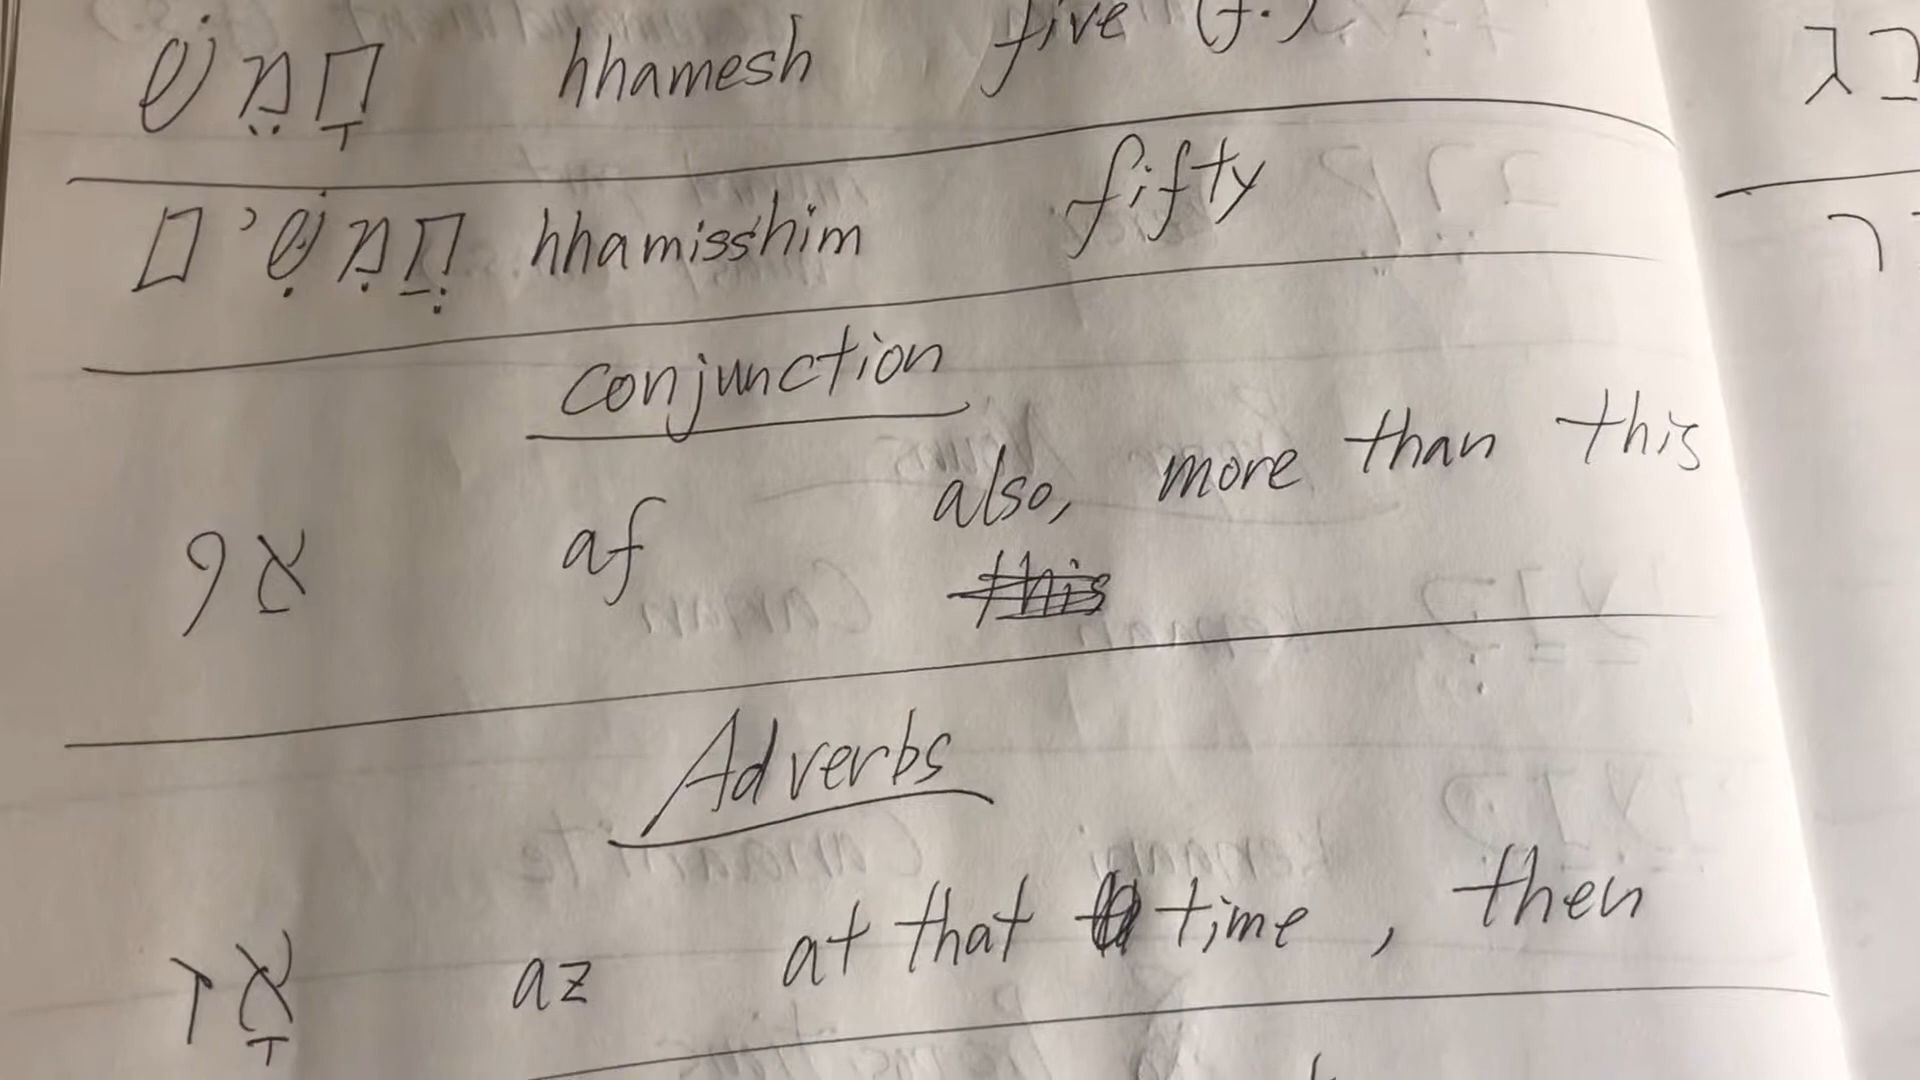 חָמֵשׁ hhamesh five (f.)
חֲמִשִּׁים hhamisshim fifty
conjunction
אַף af also, more than this
Adverbs
אָז az at that time, then